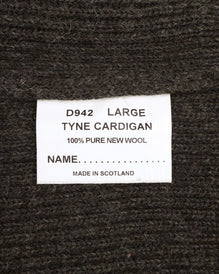 D942 LARGE
TYNE CARDIGAN
100% PURE NEW WOOL
NAME................
MADE IN SCOTLAND